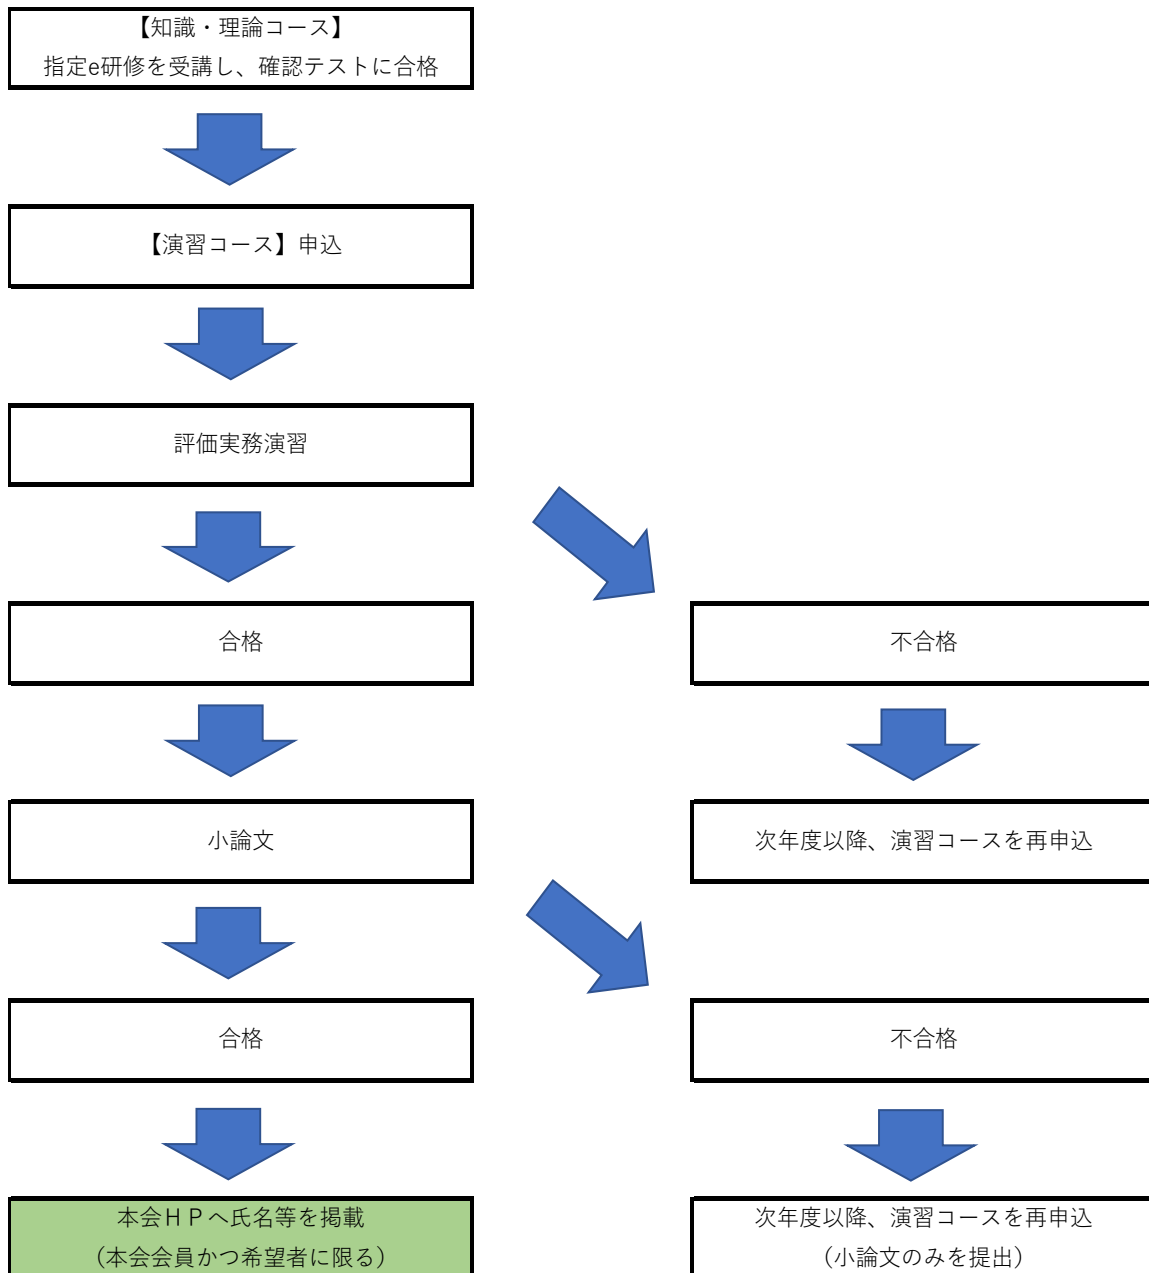 【知識・理論コース】
指定e研修を受講し、確認テストに合格
【演習コース】申込
評価実務演習
合格
不合格
小論文
次年度以降、演習コースを再申込
合格
不合格
本会ＨＰへ氏名等を掲載
（本会会員かつ希望者に限る）
次年度以降、演習コースを再申込
（小論文のみを提出）